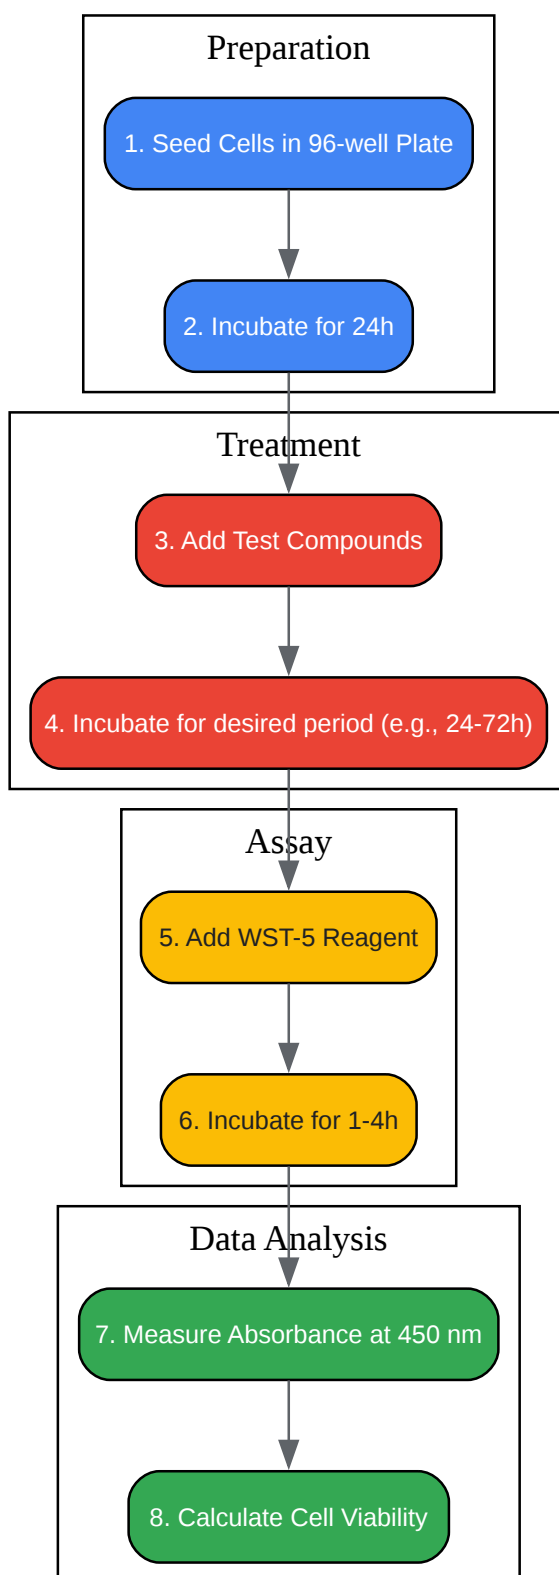 Preparation
1. Seed Cells in 96-well Plate
2. Incubate for 24h
Treatment
3. Add Test Compounds
4. Incubate for desired period (e.g., 24-72h)
Assay
5. Add WST-5 Reagent
6. Incubate for 1-4h
Data Analysis
7. Measure Absorbance at 450 nm
8. Calculate Cell Viability